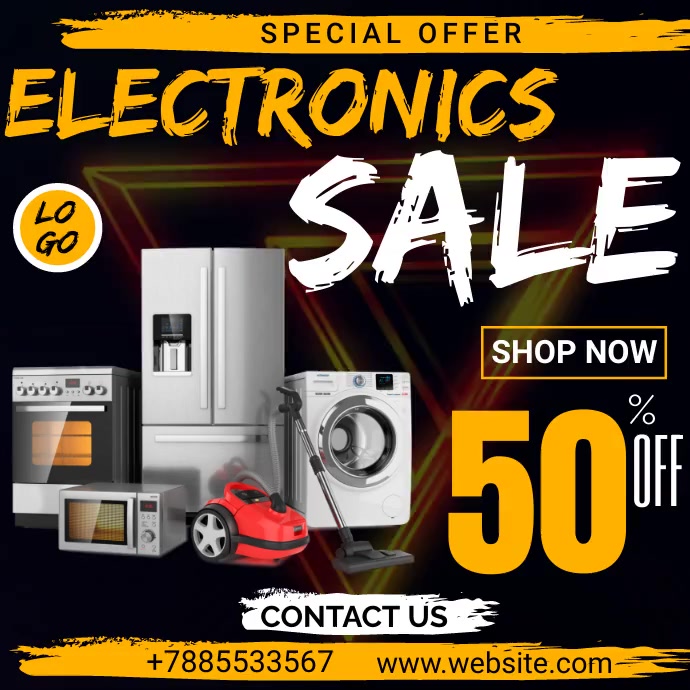 SPECIAL OFFER
ELECTRONICS
SALE
LO
GO
SHOP NOW
50
%
OFF
CONTACT US
+7885533567 www.website.com